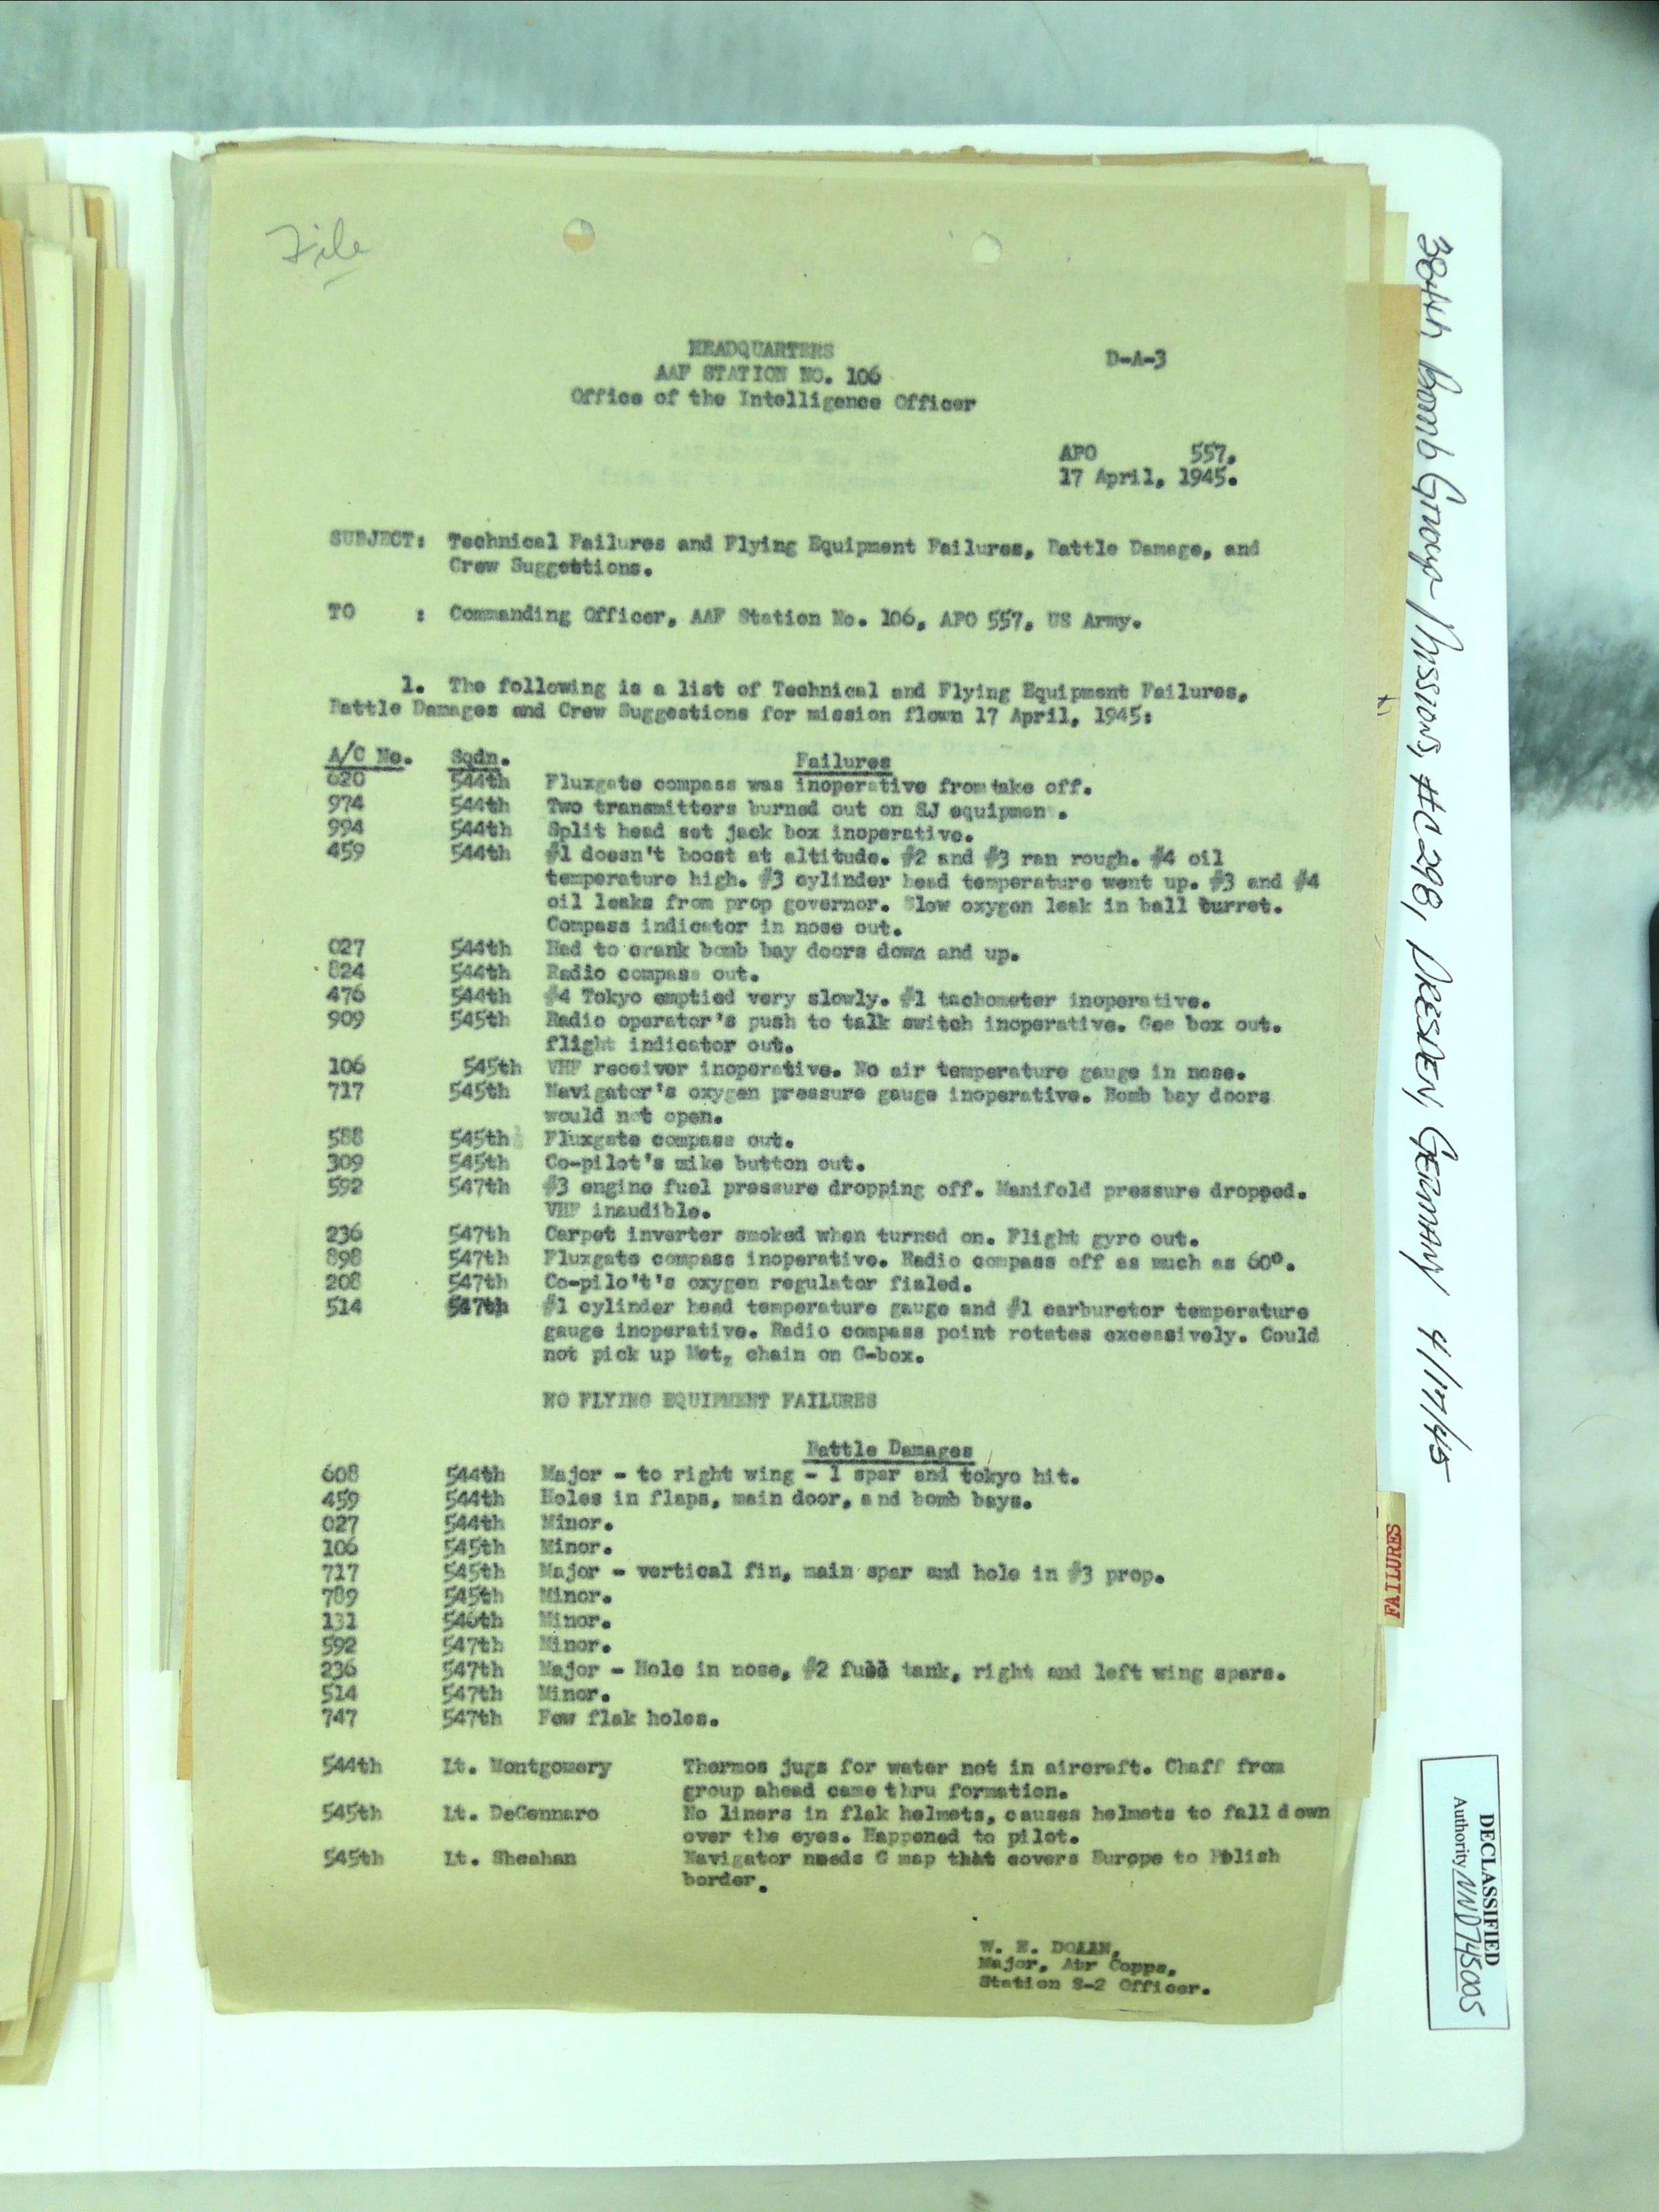 File
HEADQUARTERS
AAF STATION NO. 106
Office of the Intelligence Officer
D-A-3
APO 557.
17 April, 1945.
SUBJECT: Technical Failures and Flying Equipment Failures, Battle Damage, and
Crew Suggestions.
TO : Commanding Officer, AAF Station No. 106, APO 557, US Army.
1. The following is a list of Technical and Flying Equipment Failures,
Battle Damages and Crew Suggestions for mission flown 17 April, 1945:
A/C No. Sqdn. Failures
620 544th Fluxgate compass was inoperative from take off.
974 544th Two transmitters burned out on SJ equipment.
994 544th Split head set jack box inoperative.
459 544th #1 doesn't boost at altitude. #2 and #3 ran rough. #4 oil
temperature high. #3 cylinder head temperature went up. #3 and #4
oil leaks from prop governor. Slow oxygen leak in ball turret.
Compass indicator in nose out.
027 544th Had to crank bomb bay doors down and up.
824 544th Radio compass out.
476 544th #4 Tokyo emptied very slowly. #1 tachometer inoperative.
909 545th Radio operator's push to talk switch inoperative. Gee box out.
flight indicator out.
106 545th VHF receiver inoperative. No air temperature gauge in nose.
717 545th Navigator's oxygen pressure gauge inoperative. Bomb bay doors
would not open.
588 545th Fluxgate compass out.
309 545th Co-pilot's mike button out.
592 547th #3 engine fuel pressure dropping off. Manifold pressure dropped.
VHF inaudible.
236 547th Carpet inverter smoked when turned on. Flight gyro out.
898 547th Fluxgate compass inoperative. Radio compass off as much as 60°.
208 547th Co-pilo't's oxygen regulator fialed.
514 547th #1 cylinder head temperature gauge and #1 carburetor temperature
gauge inoperative. Radio compass point rotates excessively. Could
not pick up Met, chain on G-box.
NO FLYING EQUIPMENT FAILURES
Battle Damages
608 544th Major - to right wing - 1 spar and tokyo hit.
459 544th Holes in flaps, main door, and bomb bays.
027 544th Minor.
106 545th Minor.
717 545th Major - vertical fin, main spar and hole in #3 prop.
789 545th Minor.
131 546th Minor.
592 547th Minor.
236 547th Major - Hole in nose, #2 fuel tank, right and left wing spars.
514 547th Minor.
747 547th Few flak holes.
544th Lt. Montgomery Thermos jugs for water not in aircraft. Chaff from
group ahead came thru formation.
545th Lt. DeGennaro No liners in flak helmets, causes helmets to fall down
over the eyes. Happened to pilot.
545th Lt. Sheahan Navigator needs G map that covers Europe to Polish
border.
W. E. DOLAN,
Major, Air Copps,
Station S-2 Officer.
384th Bomb Group - Missions, #C 298, DRESDEN, GERMANY 4/17/45
FAILURES
DECLASSIFIED
Authority NND 745005